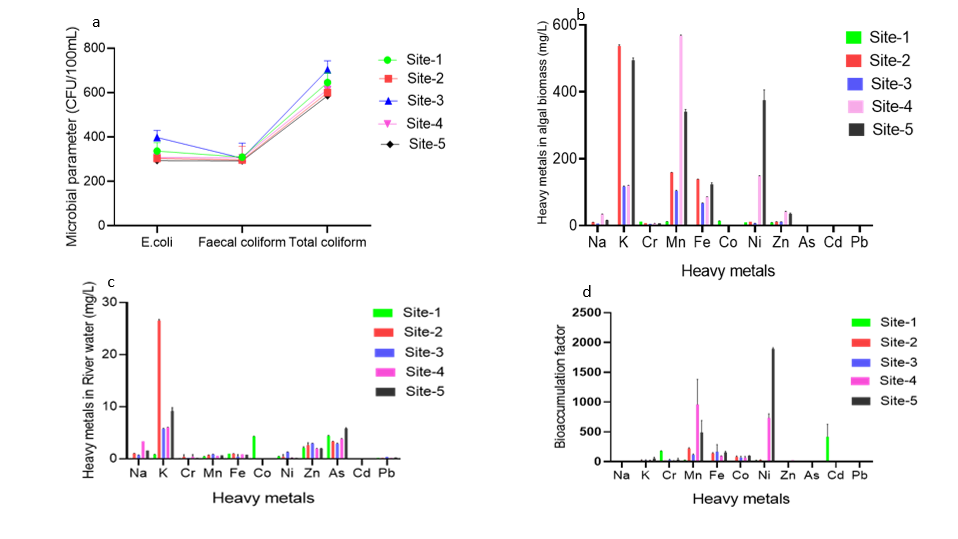 a
Microbial parameter (CFU/100mL)
800
600
400
200
0
E.coli Faecal coliform Total coliform
Site-1
Site-2
Site-3
Site-4
Site-5
b
Heavy metals in algal biomass (mg/L)
600
400
200
0
Na K Cr Mn Fe Co Ni Zn As Cd Pb
Heavy metals
Site-1
Site-2
Site-3
Site-4
Site-5
c
Heavy metals in River water (mg/L)
30
20
10
0
Na K Cr Mn Fe Co Ni Zn As Cd Pb
Heavy metals
Site-1
Site-2
Site-3
Site-4
Site-5
d
Bioaccumulation factor
2500
2000
1500
1000
500
0
Na K Cr Mn Fe Co Ni Zn As Cd Pb
Heavy metals
Site-1
Site-2
Site-3
Site-4
Site-5